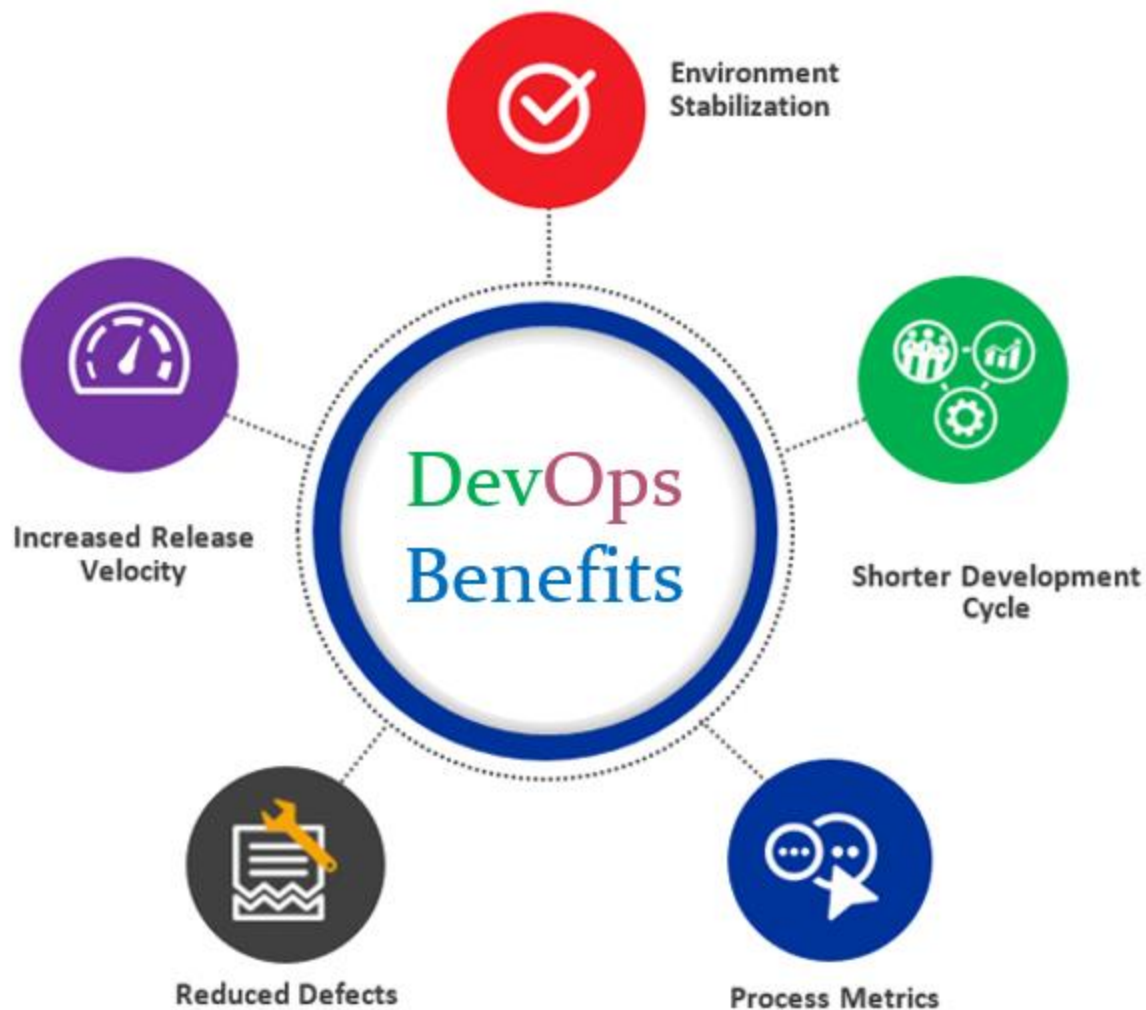 Environment
Stabilization
Increased Release
Velocity
DevOps
Benefits
Shorter Development
Cycle
Reduced Defects
Process Metrics